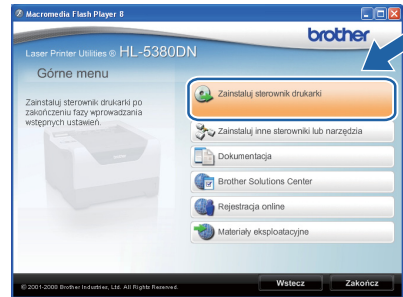 Macromedia Flash Player 8
brother
Laser Printer Utilities ® HL-5380DN
Górne menu
Zainstaluj sterownik drukarki po
zakończeniu fazy wprowadzania
wstępnych ustawień.
Zainstaluj sterownik drukarki
Zainstaluj inne sterowniki lub narzędzia
Dokumentacja
Brother Solutions Center
Rejestracja online
Materiały eksploatacyjne
© 2001-2008 Brother Industries, Ltd. All Rights Reserved.
Wstecz
Zakończ